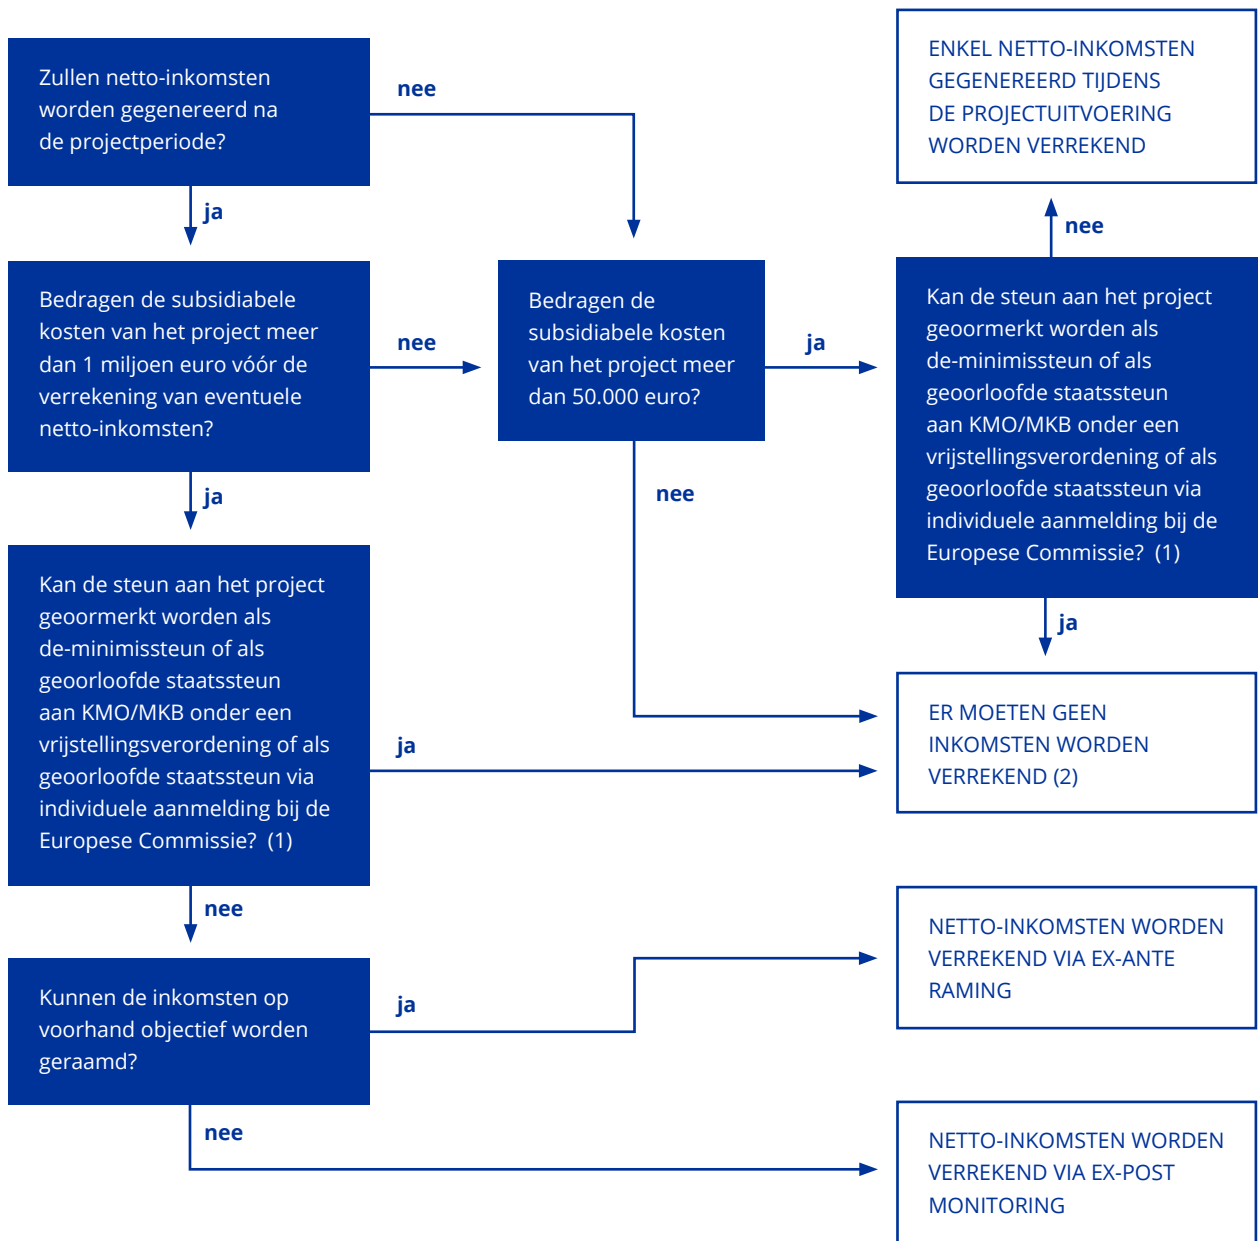 Zullen netto-inkomsten
worden gegenereerd na
de projectperiode?
nee
ja
Bedragen de subsidiabele
kosten van het project meer
dan 1 miljoen euro vóór de
verrekening van eventuele
netto-inkomsten?
nee
ja
Bedragen de
subsidiabele kosten
van het project meer
dan 50.000 euro?
ja
nee
Kan de steun aan het project
geoormerkt worden als
de-minimissteun of als
geoorloofde staatssteun
aan KMO/MKB onder een
vrijstellingsverordening of als
geoorloofde staatssteun via
individuele aanmelding bij de
Europese Commissie? (1)
nee
ja
ENKEL NETTO-INKOMSTEN
GEGENEREERD TIJDENS
DE PROJECTUITVOERING
WORDEN VERREKEND
Kan de steun aan het project
geoormerkt worden als
de-minimissteun of als
geoorloofde staatssteun
aan KMO/MKB onder een
vrijstellingsverordening of als
geoorloofde staatssteun via
individuele aanmelding bij de
Europese Commissie? (1)
ja
nee
ER MOETEN GEEN
INKOMSTEN WORDEN
VERREKEND (2)
Kunnen de inkomsten op
voorhand objectief worden
geraamd?
ja
nee
NETTO-INKOMSTEN WORDEN
VERREKEND VIA EX-ANTE
RAMING
NETTO-INKOMSTEN WORDEN
VERREKEND VIA EX-POST
MONITORING